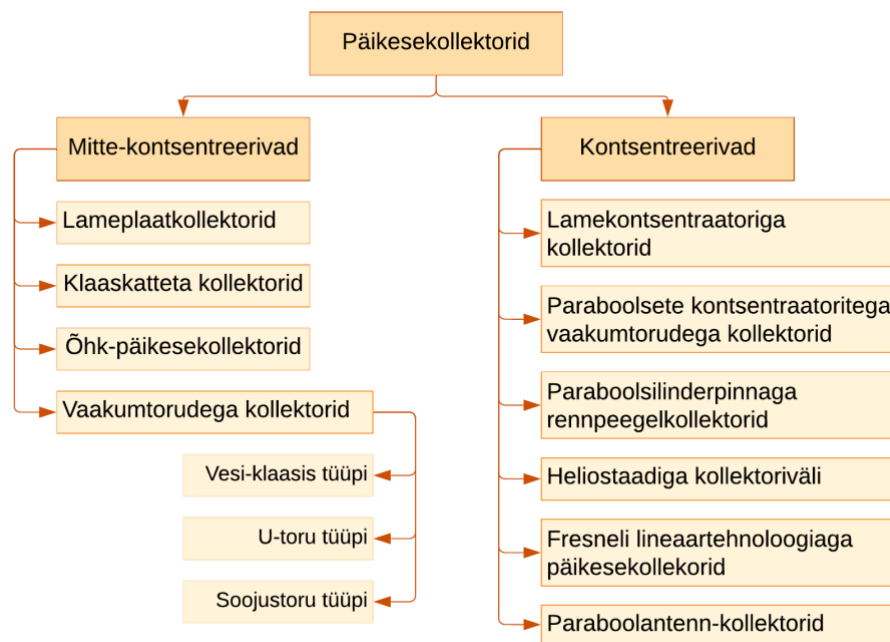 Päikesekollektorid
Mitte-kontsentreerivad
Lameplaatkollektorid
Klaaskatteta kollektorid
Õhk-päikesekollektorid
Vaakumtorudega kollektorid
Vesi-klaasis tüüpi
U-toru tüüpi
Soojustoru tüüpi
Kontsentreerivad
Lamekontsentraatoriga
kollektorid
Paraboolsete kontsentraatoritega
vaakumtorudega kollektorid
Paraboolsilinderpinnaga
rennpeegelkollektorid
Heliostaadiga kollektoriväli
Fresneli lineaartehnoloogiaga
päikesekollekorid
Paraboolantenn-kollektorid